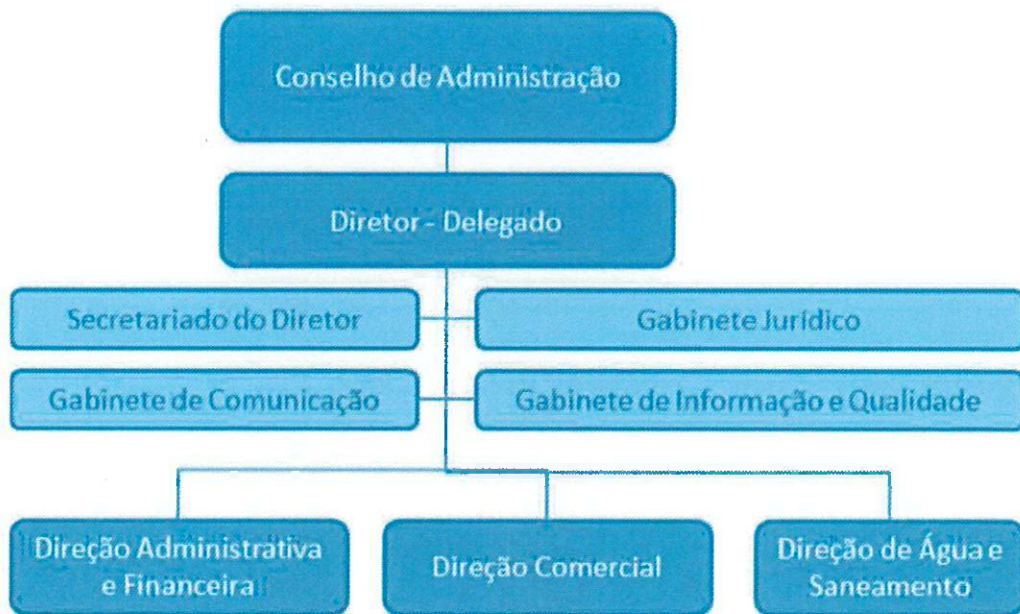 Conselho de Administração
Diretor - Delegado
Secretariado do Diretor
Gabinete Jurídico
Gabinete de Comunicação
Gabinete de Informação e Qualidade
Direção Administrativa
e Financeira
Direção Comercial
Direção de Água e
Saneamento